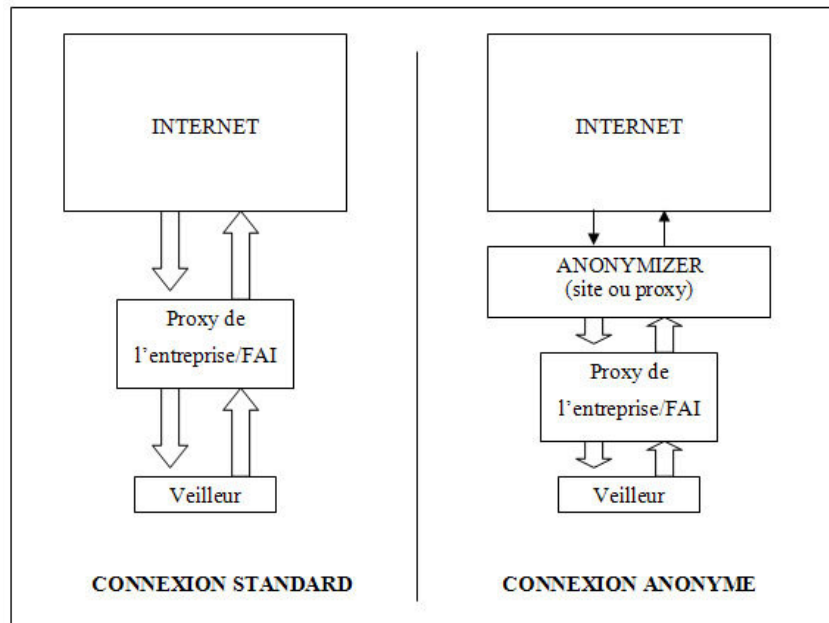 INTERNET
Proxy de
l'entreprise/FAI
Veilleur
CONNEXION STANDARD
INTERNET
ANONYMIZER
(site ou proxy)
Proxy de
l'entreprise/FAI
Veilleur
CONNEXION ANONYME